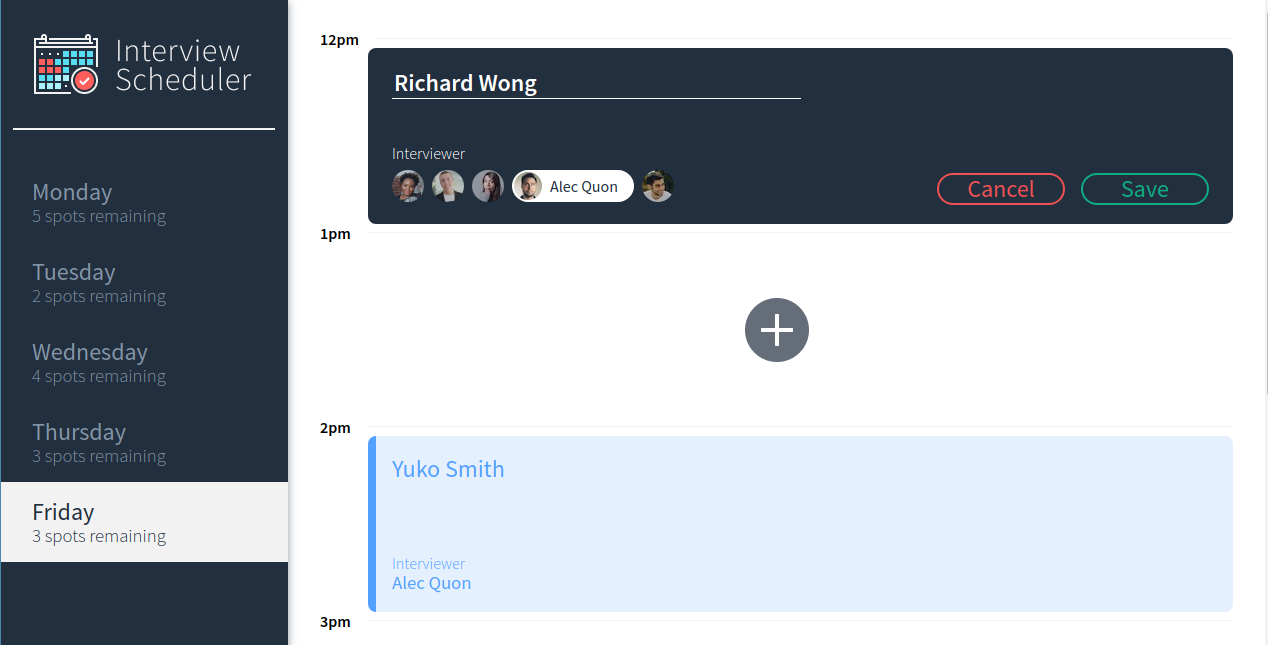 Interview
Scheduler
Monday
5 spots remaining
Tuesday
2 spots remaining
Wednesday
4 spots remaining
Thursday
3 spots remaining
Friday
3 spots remaining
12pm
Richard Wong
Interviewer
Alec Quon
Cancel
Save
1pm
2pm
Yuko Smith
Interviewer
Alec Quon
3pm